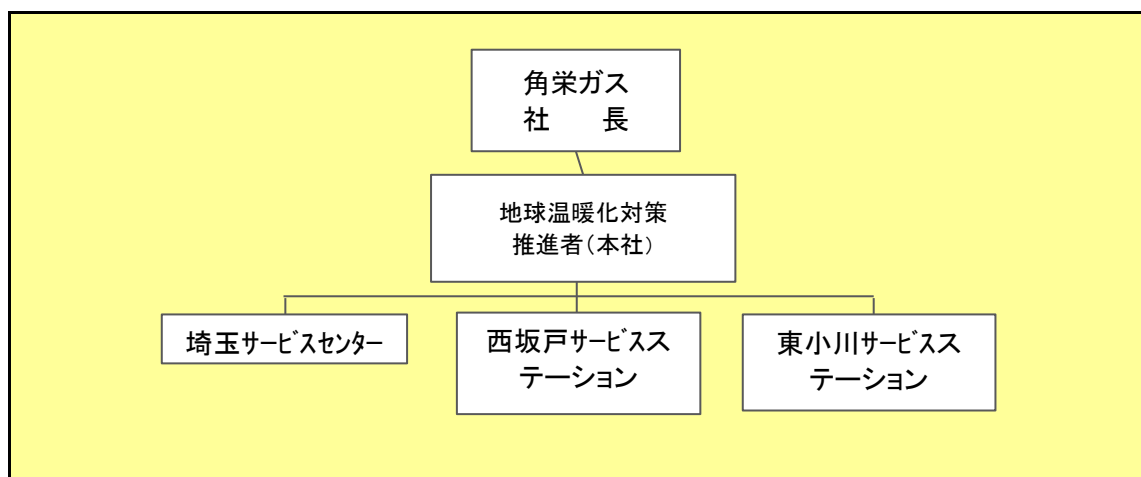 角栄ガス
社　　長
地球温暖化対策
推進者（本社）
埼玉サービスセンター
西坂戸サービスス
テーション
東小川サービスス
テーション